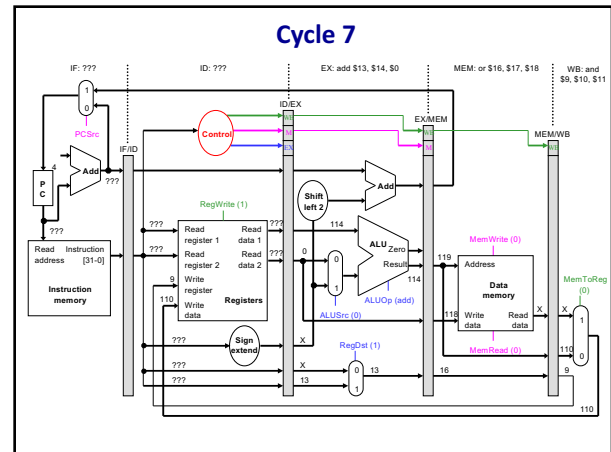 Cycle 7
IF: ???
ID: ???
EX: add $13, $14, $0
MEM: or $16, $17, $18
WB: and
$9, $10, $11
1
0
PCSrc
4
Add
???
P
C
???
Read
address
Instruction
[31-0]
Instruction
memory
IF/ID
Control
ID/EX
WB
M
EX
RegWrite (1)
???
???
9
110
Read
register 1
Read
register 2
Write
register
Write
data
Read
data 1
Read
data 2
Registers
???
???
???
Sign
extend
X
???
X
???
13
Shift
left 2
Add
114
0
0
1
ALUSrc (0)
ALU
Zero
Result
ALUOp (add)
114
RegDst (1)
0
1
13
EX/MEM
WB
M
119
118
16
MemWrite (0)
Address
Data
memory
Write
data
Read
data
MemRead (0)
MEM/WB
WB
X
X
110
9
MemToReg
(0)
1
0
110